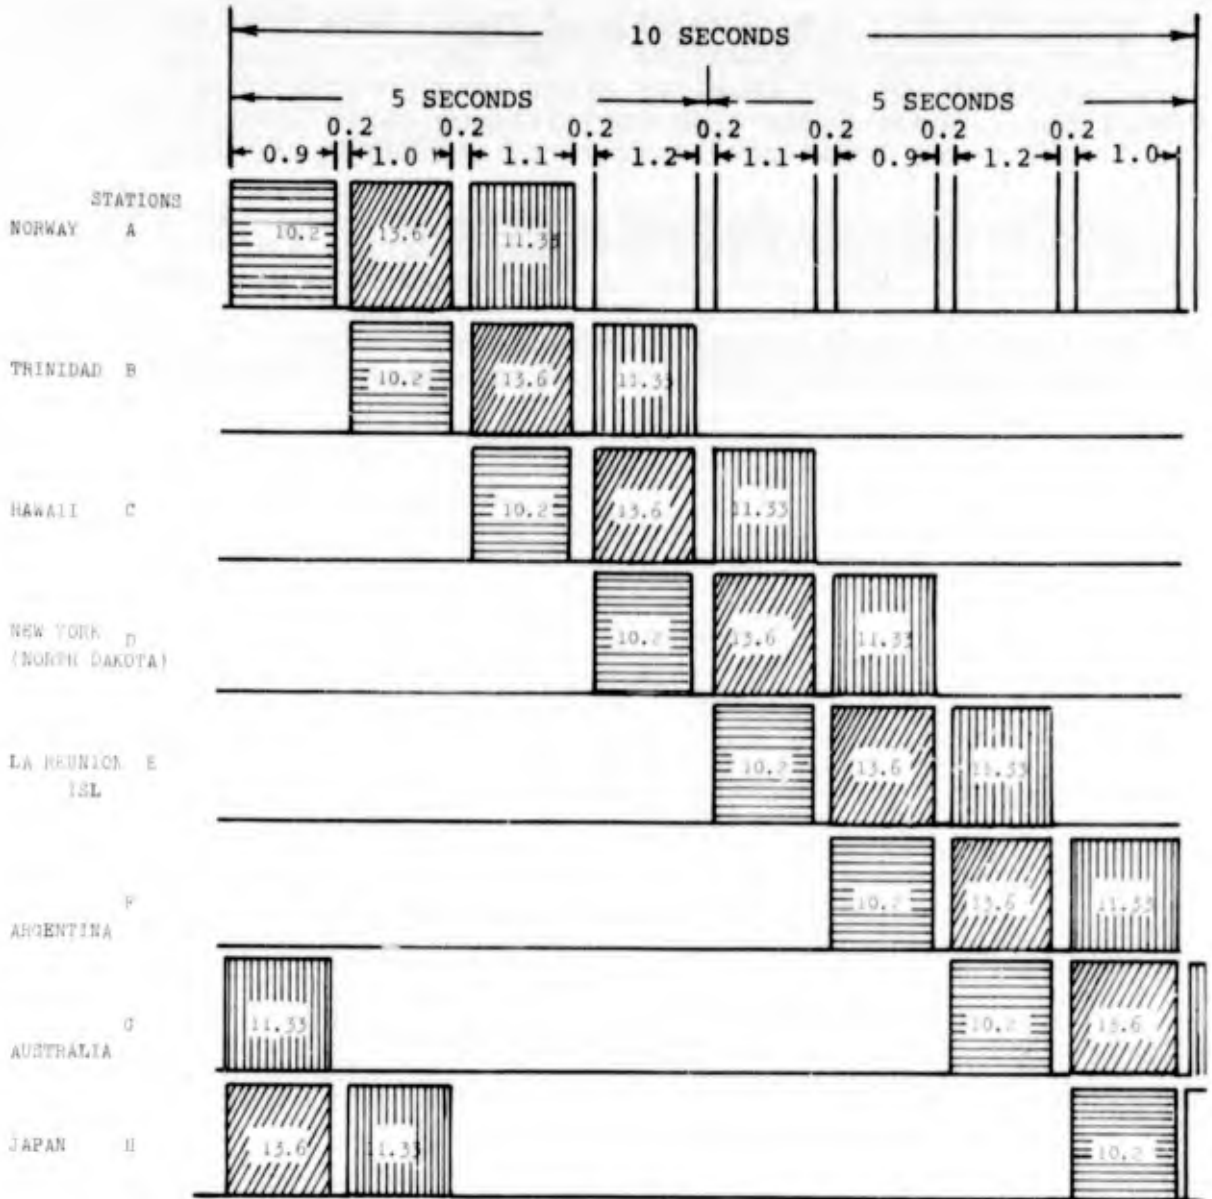 10 SECONDS
5 SECONDS 5 SECONDS
0.2 0.2 0.2 0.2 0.2 0.2 0.2
0.9 1.0 1.1 1.2 1.1 0.9 1.2 1.0
STATIONS
NORWAY A 10.2 13.6 11.33
TRINIDAD B 10.2 13.6 11.33
HAWAII C 10.2 13.6 11.33
NEW YORK D 10.2 13.6 11.33
(NORTH DAKOTA)
LA REUNION E 10.2 13.6 11.33
ISL
F 10.2 13.6 11.33
ARGENTINA
11.33 10.2 13.6
G
AUSTRALIA
JAPAN H 13.6 11.33 10.2